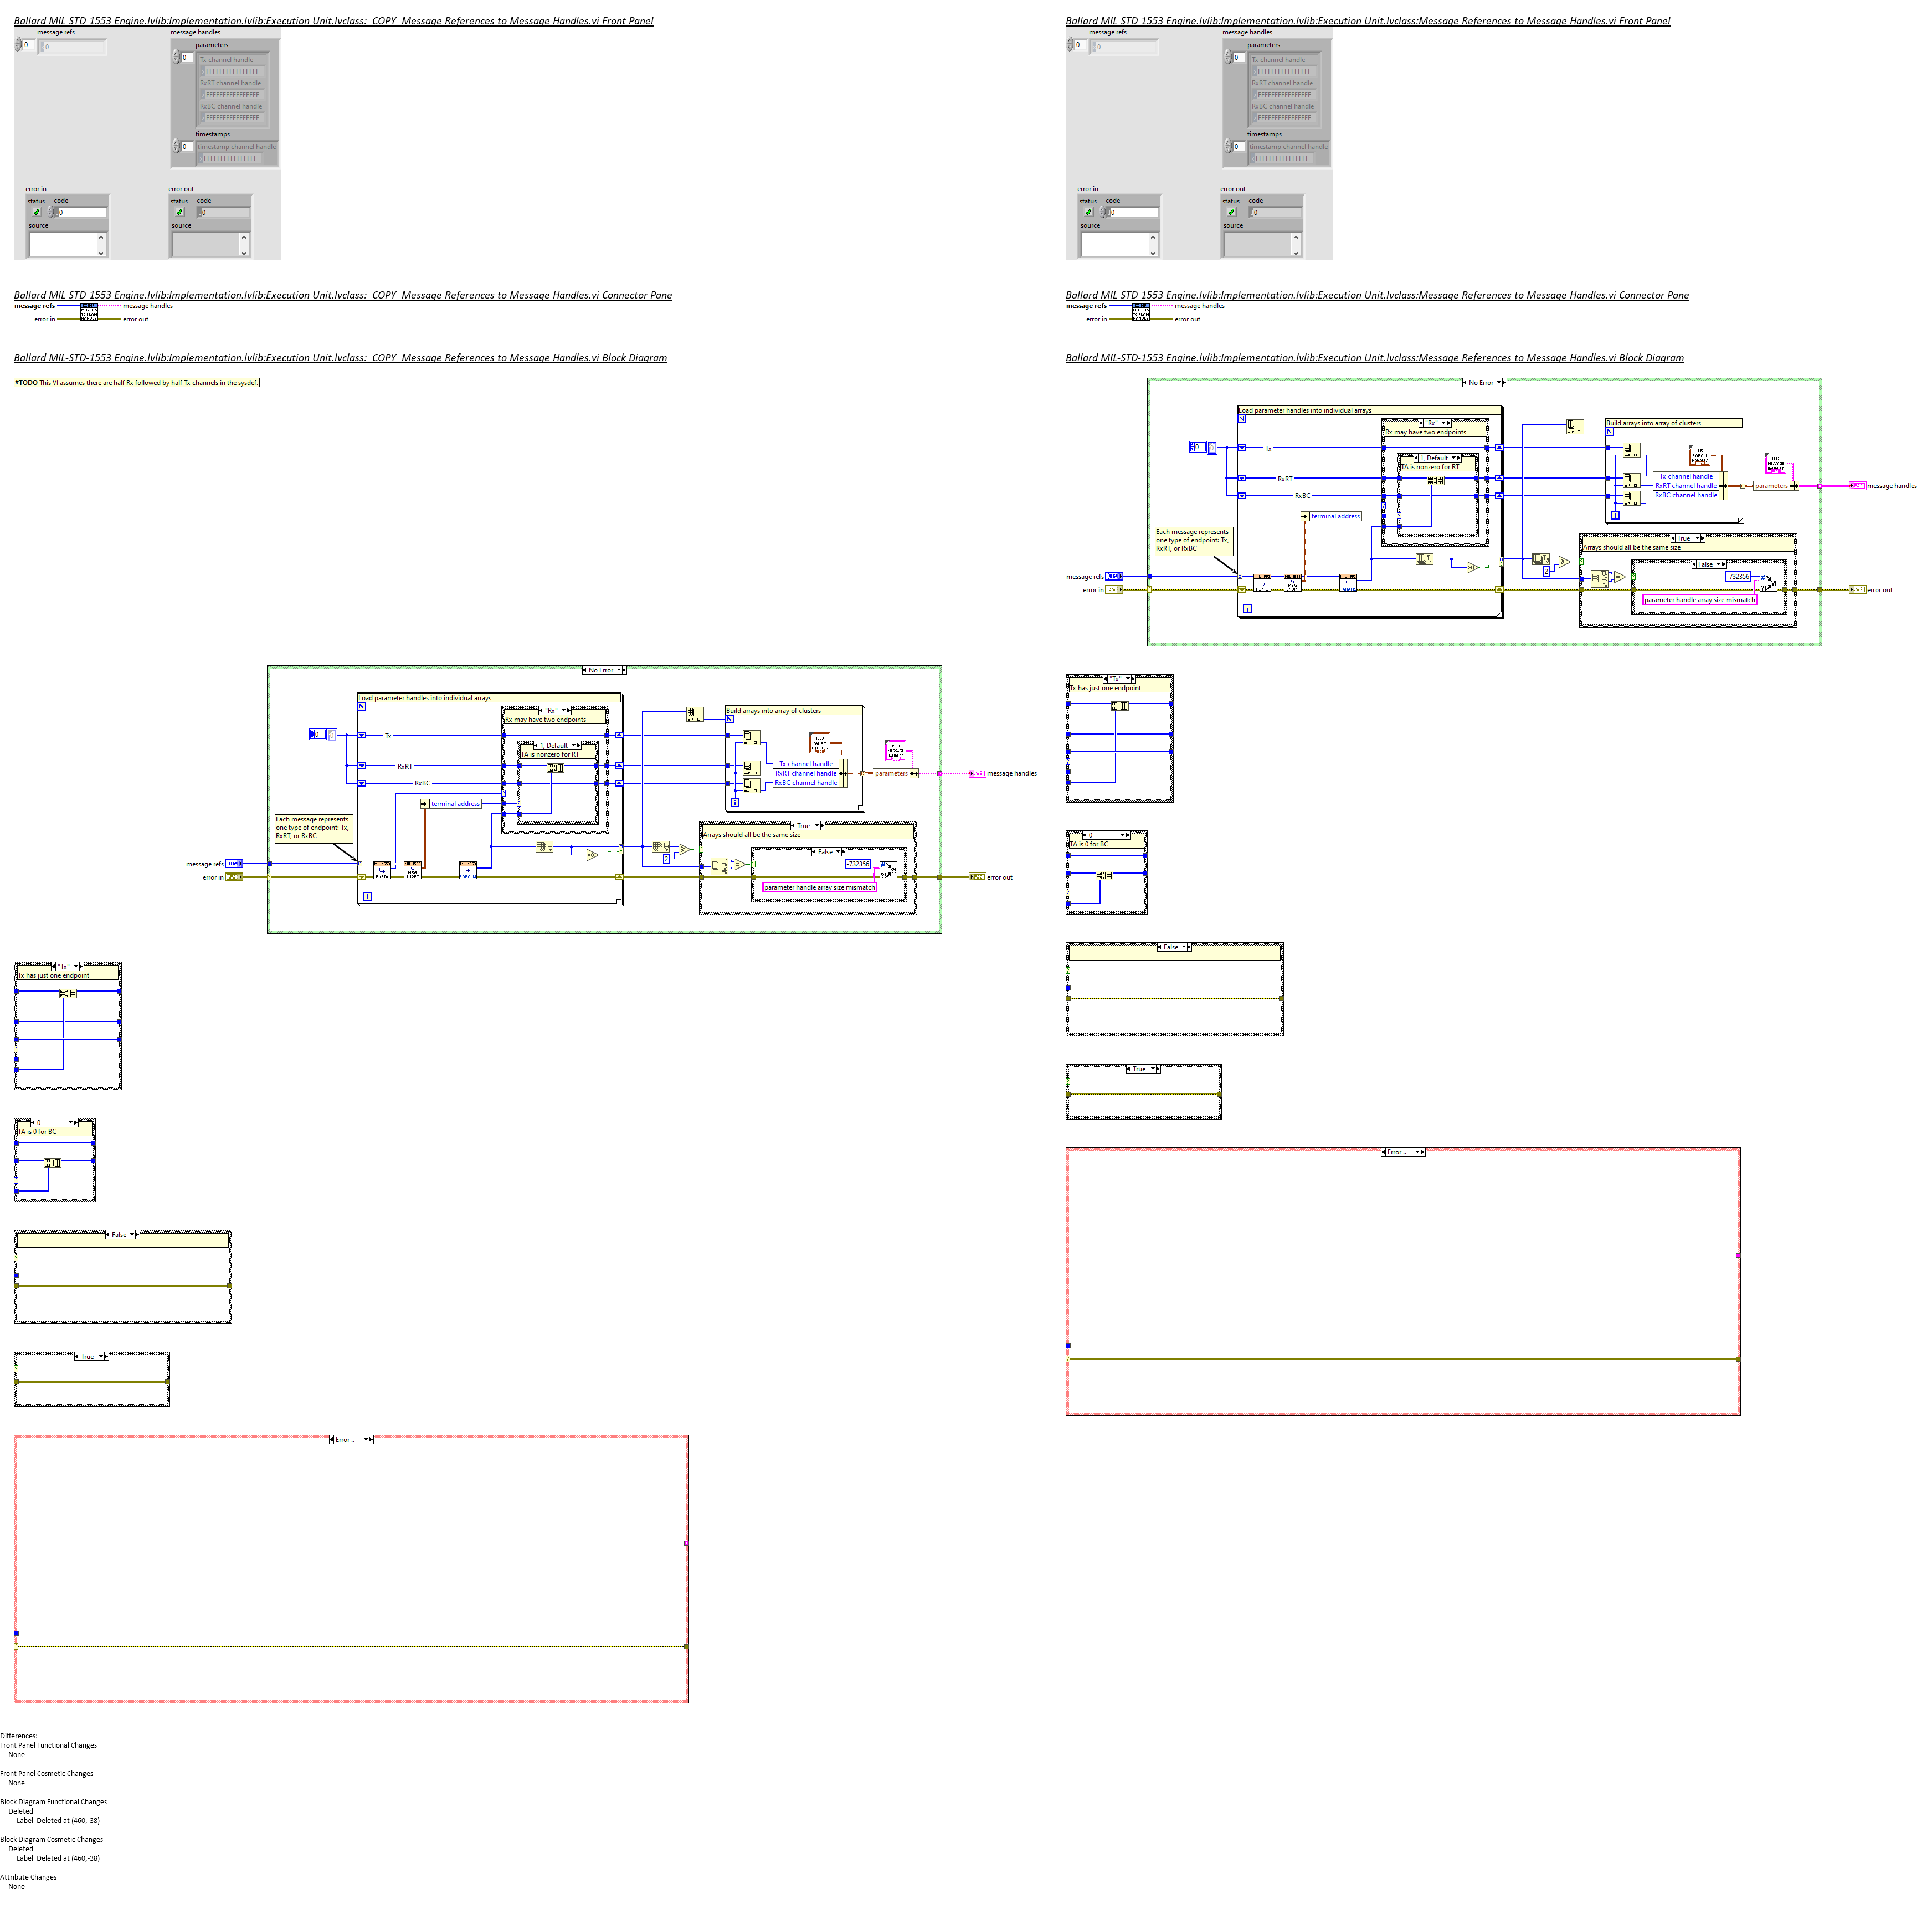 Ballard MIL-STD-1553 Engine.lvlib:Implementation.lvlib:Execution Unit.lvclass:_COPY_Message References to Message Handles.vi Front Panel
message refs
0
0
message handles
parameters
0
Tx channel handle
FFFFFFFFFFFFFFFF
RxRT channel handle
FFFFFFFFFFFFFFFF
RxBC channel handle
FFFFFFFFFFFFFFFF
timestamps
0
timestamp channel handle
FFFFFFFFFFFFFFFF
error in
status code
0
source
error out
status code
0
source
Ballard MIL-STD-1553 Engine.lvlib:Implementation.lvlib:Execution Unit.lvclass:_COPY_Message References to Message Handles.vi Connector Pane
message refs
message handles
error in
error out
Ballard MIL-STD-1553 Engine.lvlib:Implementation.lvlib:Execution Unit.lvclass:_COPY_Message References to Message Handles.vi Block Diagram
#TODO This VI assumes there are half Rx followed by half Tx channels in the sysdef.
No Error
Load parameter handles into individual arrays
N
"Rx"
Rx may have two endpoints
0
Tx
1, Default
TA is nonzero for RT
RxRT
RxBC
terminal address
Each message represents
one type of endpoint: Tx,
RxRT, or RxBC
message refs
error in
i
Build arrays into array of clusters
N
1553
PARAM
HANDLES
1553
MESSAGE
HANDLES
Tx channel handle
RxRT channel handle
RxBC channel handle
parameters
message handles
i
True
Arrays should all be the same size
2
False
-732356
parameter handle array size mismatch
error out
"Tx"
Tx has just one endpoint
0
TA is 0 for BC
False
True
Error ..
Differences:
Front Panel Functional Changes
None
Front Panel Cosmetic Changes
None
Block Diagram Functional Changes
Deleted
Label  Deleted at (460,-38)
Block Diagram Cosmetic Changes
Deleted
Label  Deleted at (460,-38)
Attribute Changes
None
Ballard MIL-STD-1553 Engine.lvlib:Implementation.lvlib:Execution Unit.lvclass:Message References to Message Handles.vi Front Panel
message refs
0
0
message handles
parameters
0
Tx channel handle
FFFFFFFFFFFFFFFF
RxRT channel handle
FFFFFFFFFFFFFFFF
RxBC channel handle
FFFFFFFFFFFFFFFF
timestamps
0
timestamp channel handle
FFFFFFFFFFFFFFFF
error in
status code
0
source
error out
status code
0
source
Ballard MIL-STD-1553 Engine.lvlib:Implementation.lvlib:Execution Unit.lvclass:Message References to Message Handles.vi Connector Pane
message refs
message handles
error in
error out
Ballard MIL-STD-1553 Engine.lvlib:Implementation.lvlib:Execution Unit.lvclass:Message References to Message Handles.vi Block Diagram
No Error
Load parameter handles into individual arrays
N
"Rx"
Rx may have two endpoints
0
Tx
1, Default
TA is nonzero for RT
RxRT
RxBC
terminal address
Each message represents
one type of endpoint: Tx,
RxRT, or RxBC
message refs
error in
i
Build arrays into array of clusters
N
1553
PARAM
HANDLES
1553
MESSAGE
HANDLES
Tx channel handle
RxRT channel handle
RxBC channel handle
parameters
message handles
i
True
Arrays should all be the same size
2
False
-732356
parameter handle array size mismatch
error out
"Tx"
Tx has just one endpoint
0
TA is 0 for BC
False
True
Error ..